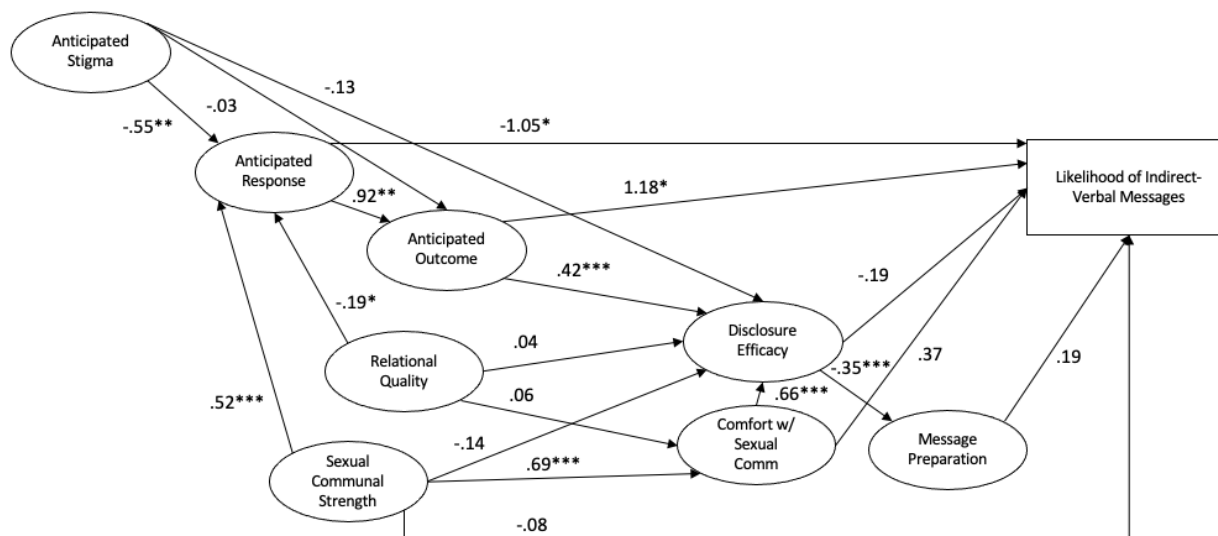 Anticipated
Stigma
-.13
-.03
-.55**
-1.05*
Anticipated
Response
Likelihood of Indirect-
Verbal Messages
.92**
1.18*
Anticipated
Outcome
.42***
-.19
-.19*
Disclosure
Efficacy
.04
Relational
Quality
-.35***
.37
.19
.06
.66***
.52***
Comfort w/
Sexual
Comm
Message
Preparation
-.14
Sexual
Communal
Strength
.69***
-.08